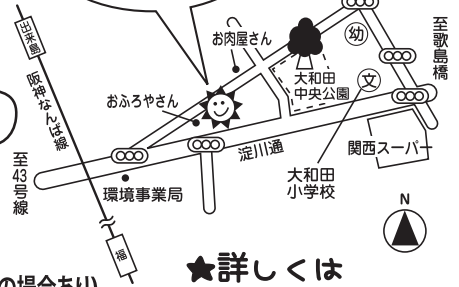 お肉屋さん
幼
至歌島橋
出来島
大和田
中央公園
文
阪神なんば線
おふろやさん
淀川通
関西スーパー
至43号線
環境事業局
大和田
小学校
N
福
★詳しくは
の場合あり)